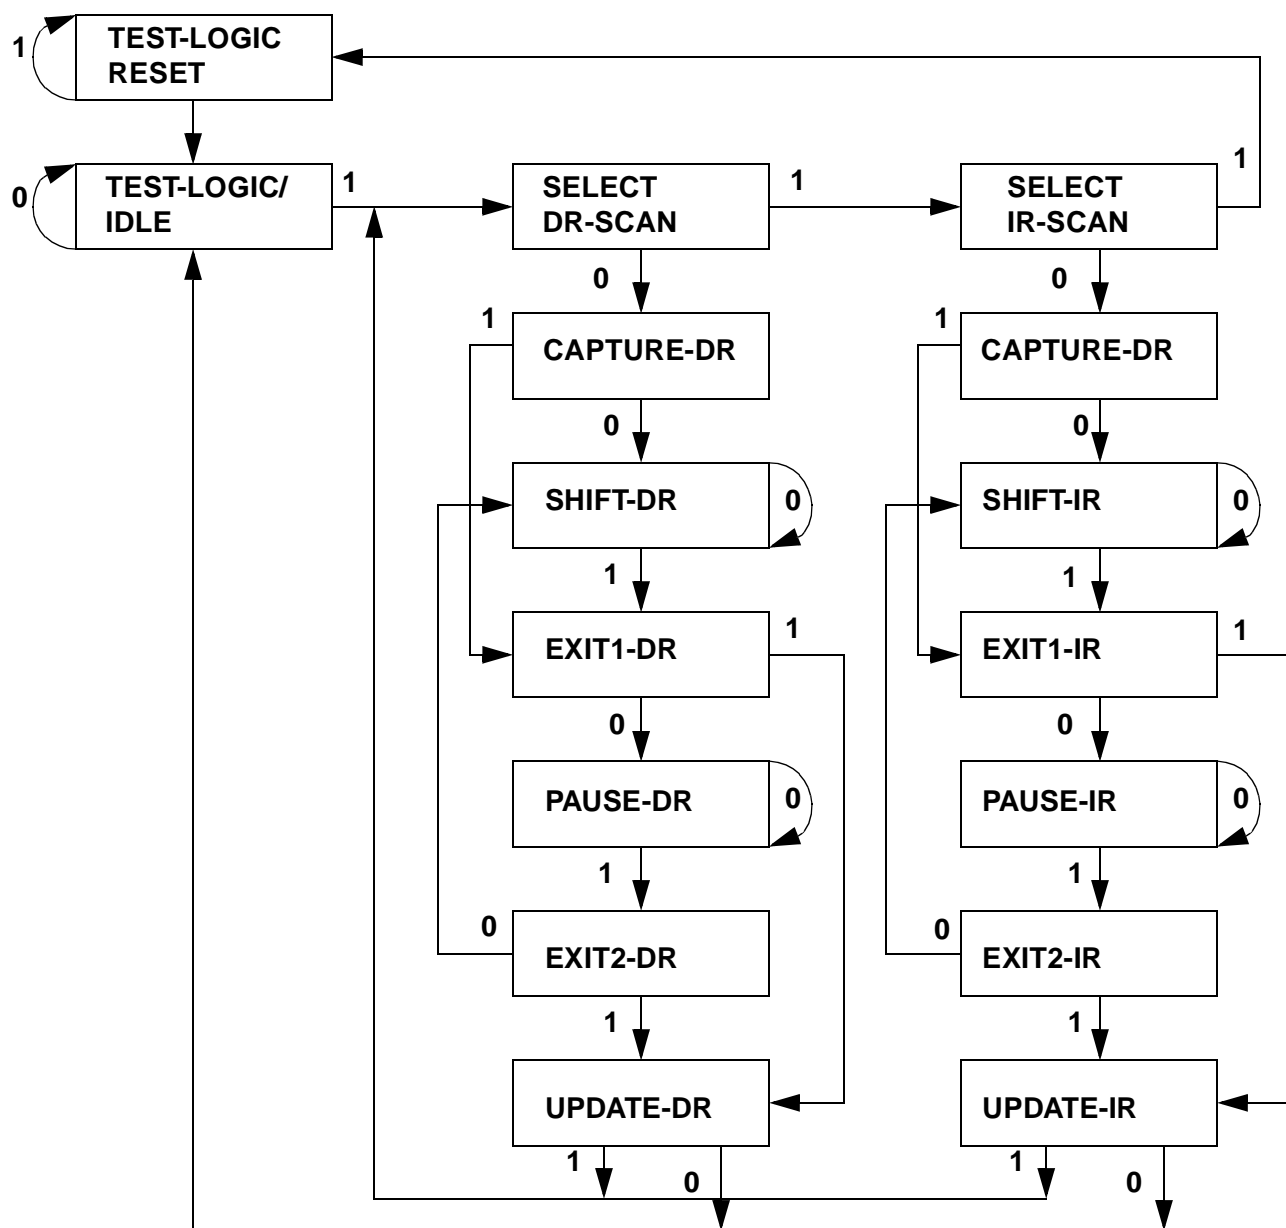 1
TEST-LOGIC
RESET
0
TEST-LOGIC/
IDLE
1
SELECT
DR-SCAN
1
SELECT
IR-SCAN
1
0
0
1
CAPTURE-DR
1
CAPTURE-DR
0
0
SHIFT-DR
0
SHIFT-IR
0
1
1
EXIT1-DR
1
EXIT1-IR
1
0
0
PAUSE-DR
0
PAUSE-IR
0
1
1
0
EXIT2-DR
0
EXIT2-IR
1
1
UPDATE-DR
UPDATE-IR
1
0
1
0